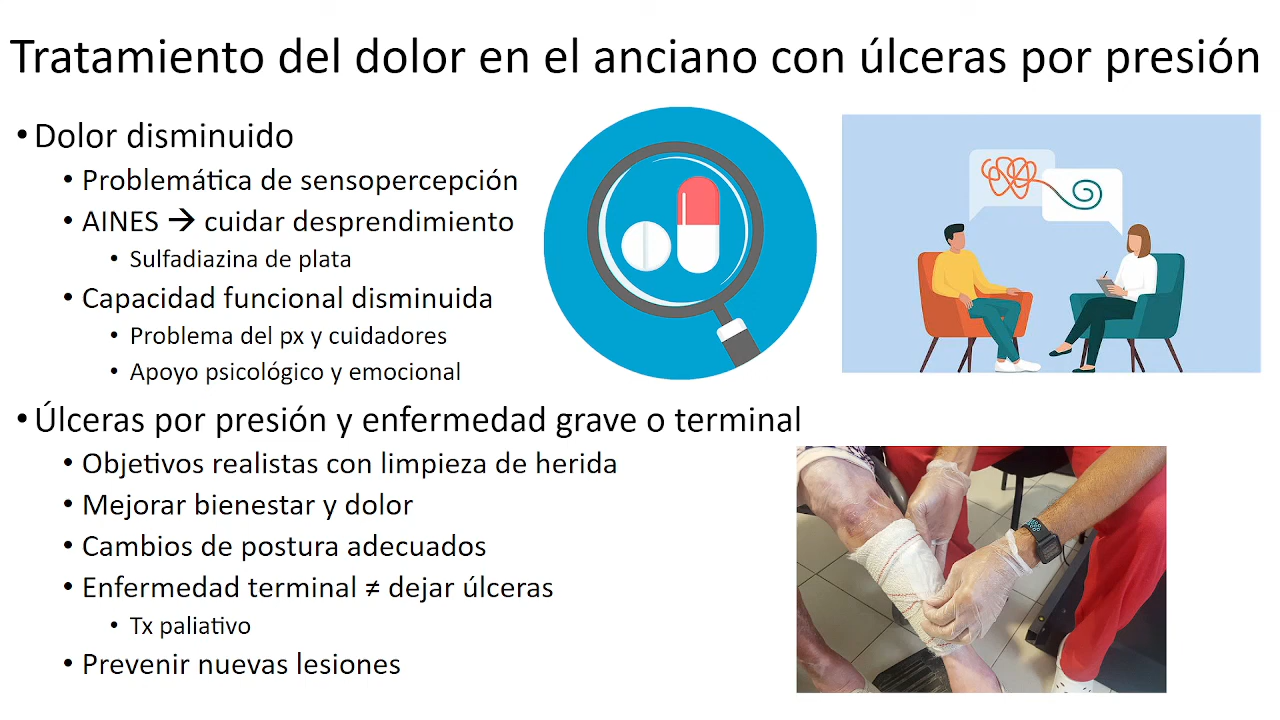 Tratamiento del dolor en el anciano con úlceras por presión
• Dolor disminuido
• Problemática de sensopercepción
• AINES → cuidar desprendimiento
• Sulfadiazina de plata
• Capacidad funcional disminuida
• Problema del px y cuidadores
• Apoyo psicológico y emocional
• Úlceras por presión y enfermedad grave o terminal
• Objetivos realistas con limpieza de herida
• Mejorar bienestar y dolor
• Cambios de postura adecuados
• Enfermedad terminal ≠ dejar úlceras
• Tx paliativo
• Prevenir nuevas lesiones